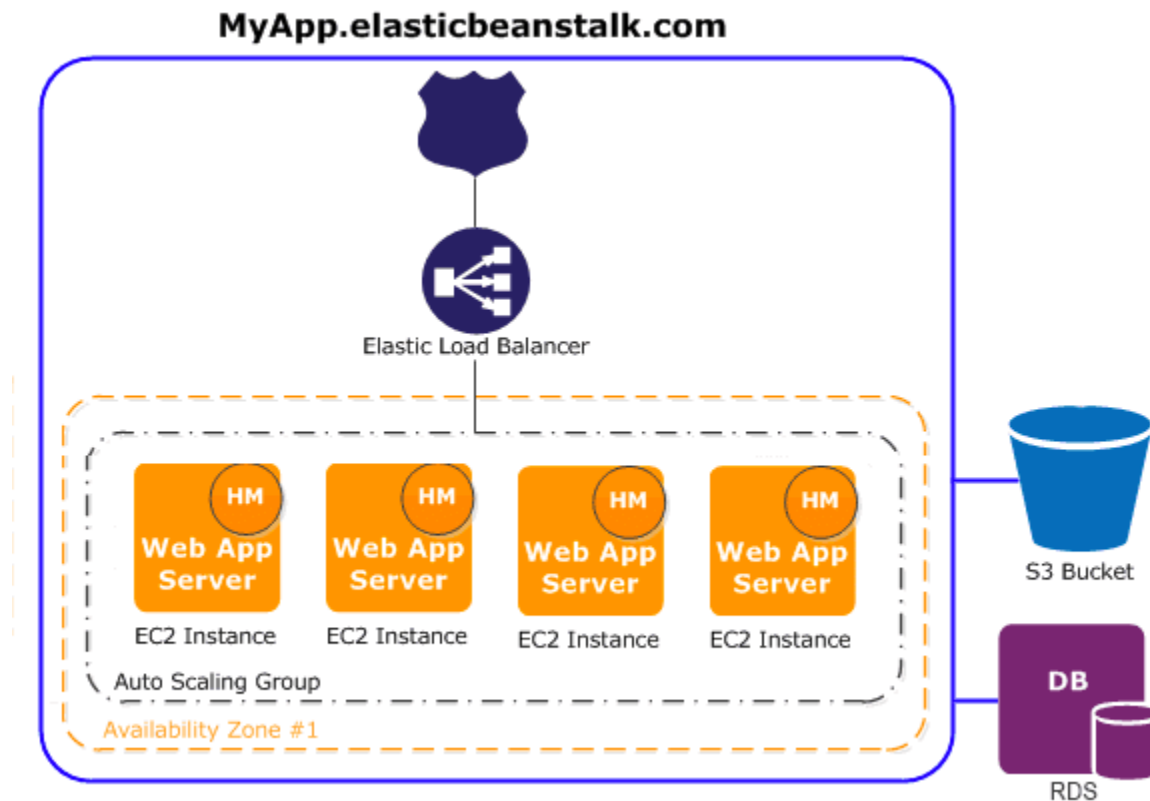 MyApp.elasticbeanstalk.com
Elastic Load Balancer
HM
Web App
Server
EC2 Instance
HM
Web App
Server
EC2 Instance
HM
Web App
Server
EC2 Instance
HM
Web App
Server
EC2 Instance
Auto Scaling Group
Availability Zone #1
S3 Bucket
DB
RDS